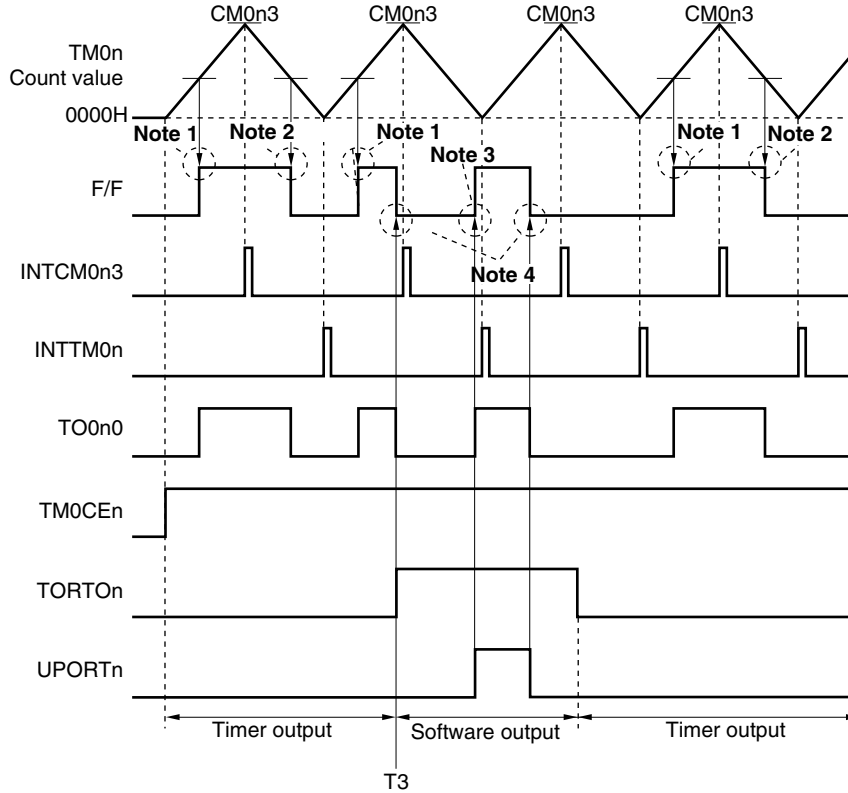 CM0n3 CM0n3 CM0n3 CM0n3
TM0n
Count value
0000H
Note 1 Note 2 Note 1 Note 1 Note 2
Note 3
F/F
Note 4
INTCM0n3
INTTM0n
TO0n0
TM0CEn
TORTOn
UPORTn
Timer output Software output Timer output
T3